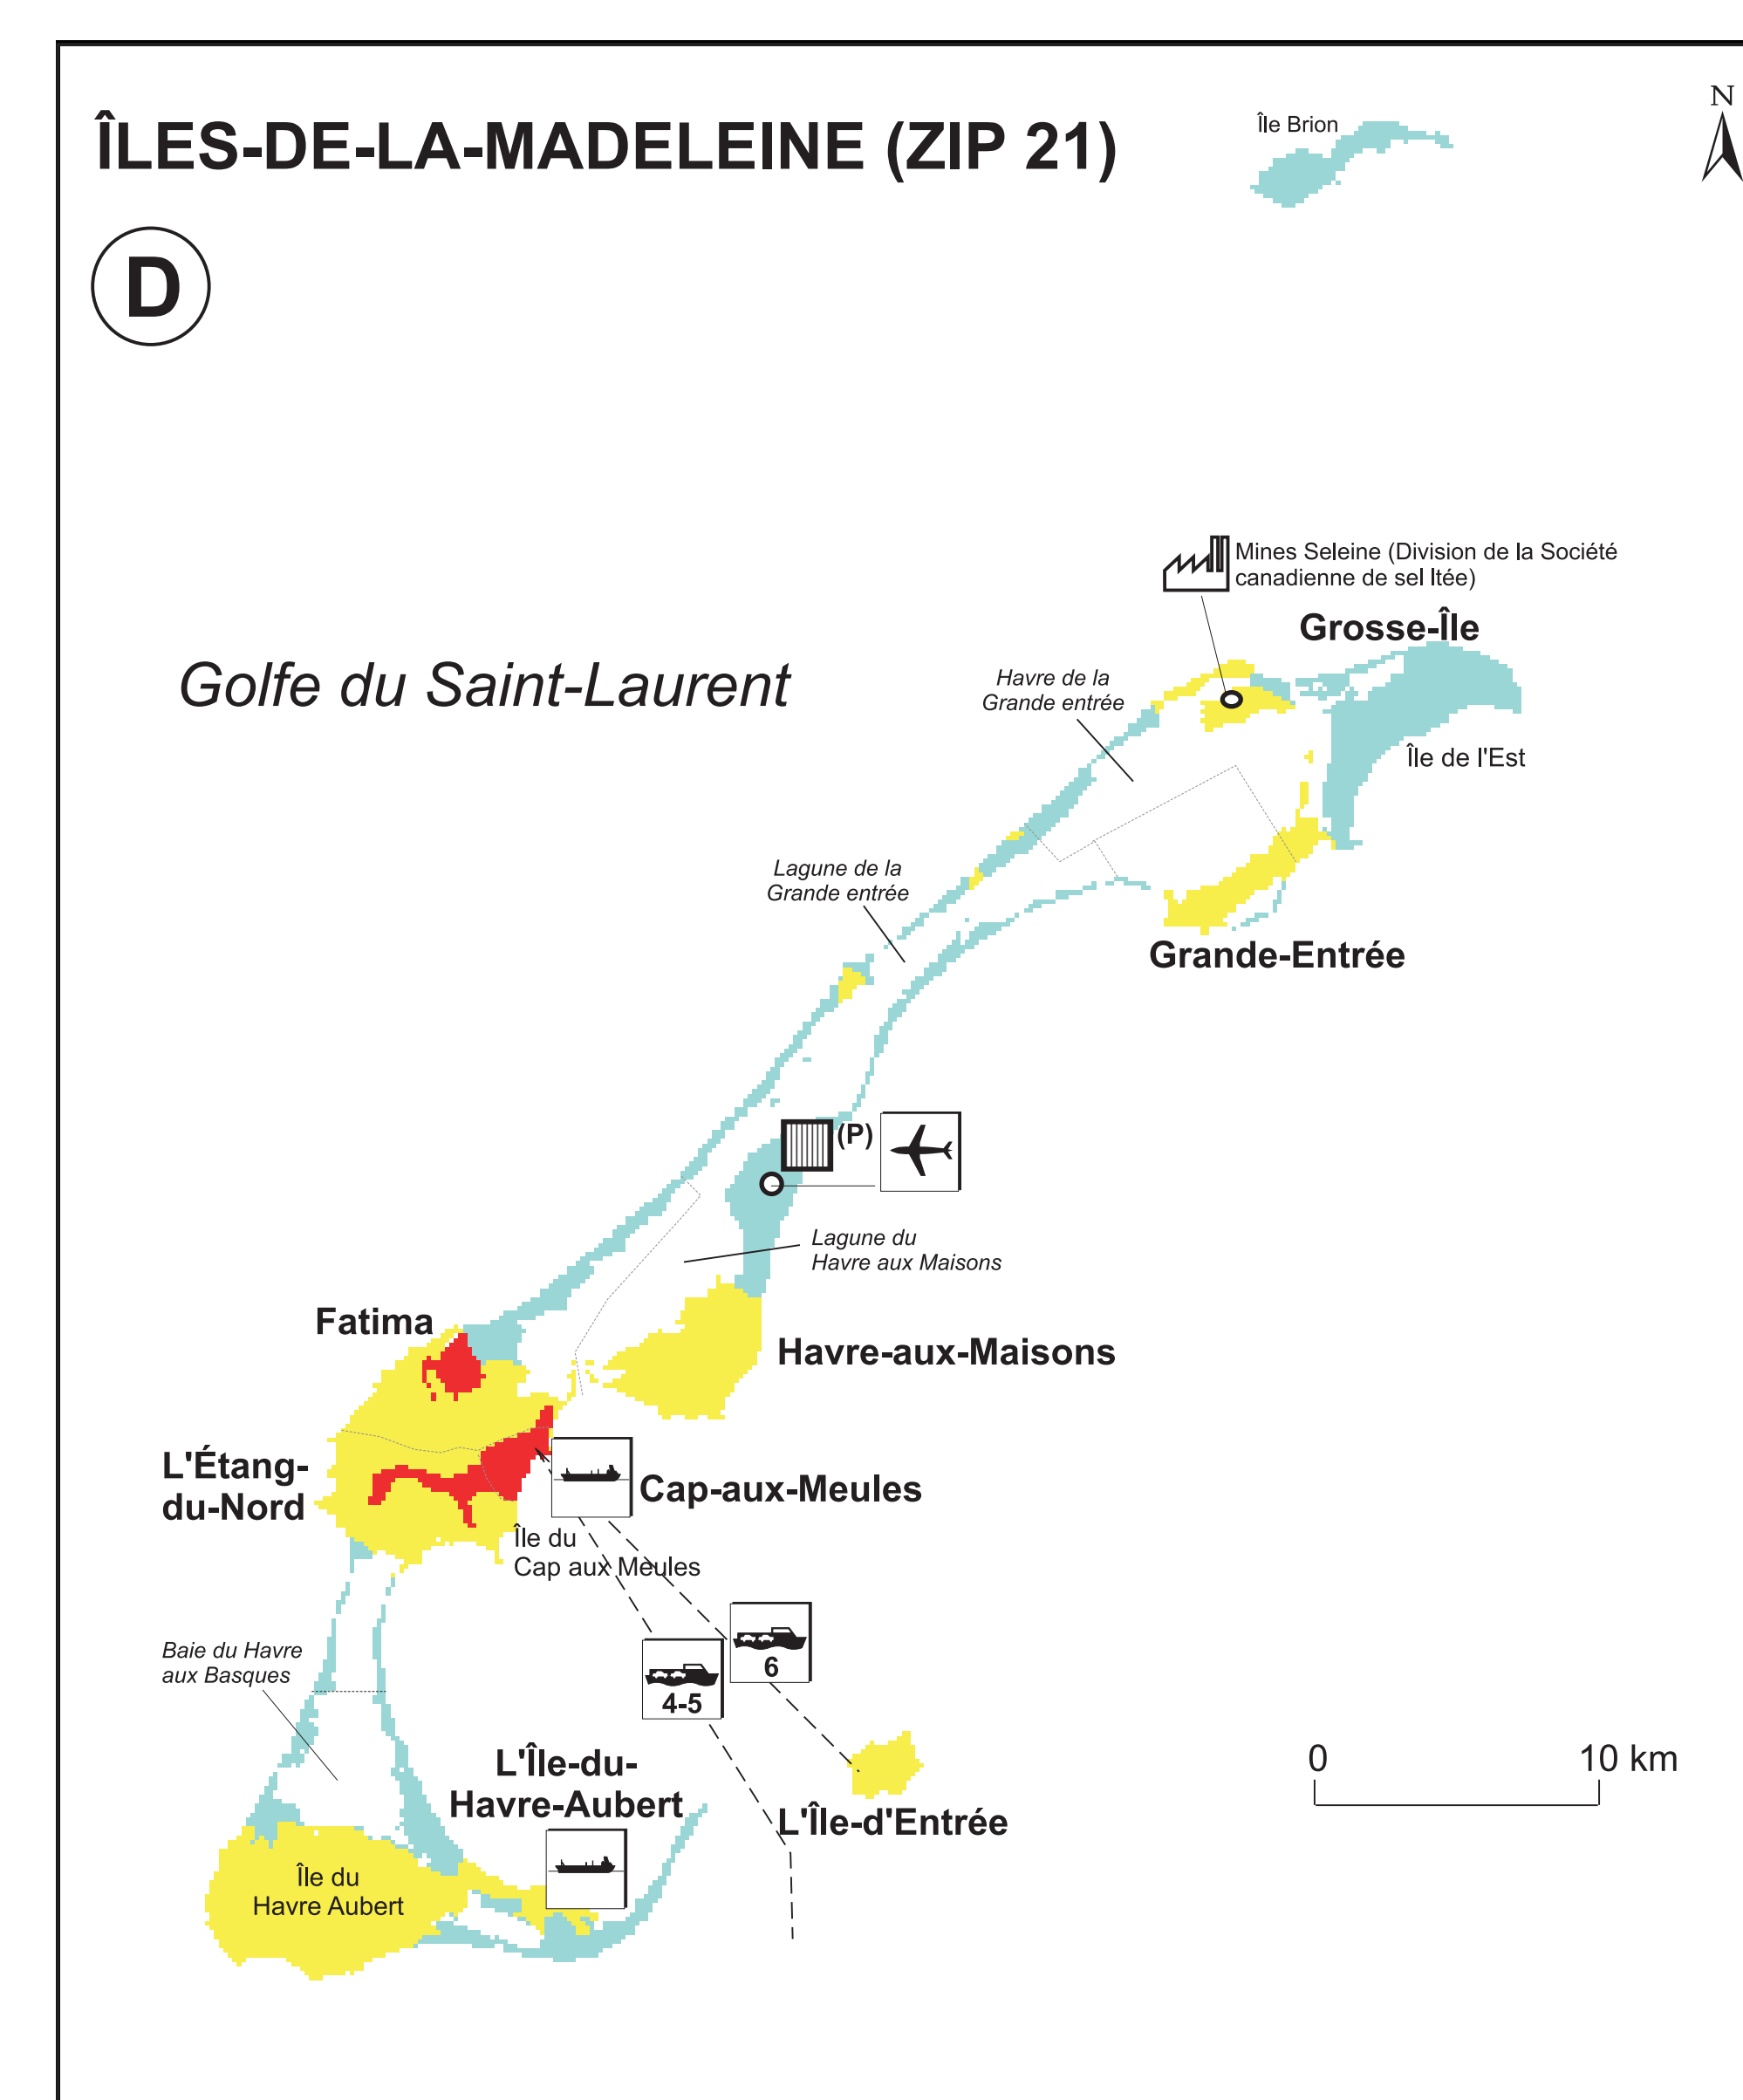 Île Brion
N
ÎLES-DE-LA-MADELEINE (ZIP 21)
D
Mines Seleine (Division de la Société
canadienne de sel ltée)
Grosse-Île
Golfe du Saint-Laurent
Havre de la
Grande entrée
Île de l'Est
Lagune de la
Grande entrée
Grande-Entrée
(P)
Lagune du
Havre aux Maisons
Fatima
Havre-aux-Maisons
L'Étang-
du-Nord
Cap-aux-Meules
Île du
Cap aux Meules
Baie du Havre
aux Basques
6
4-5
L'Île-du-
Havre-Aubert
0 10 km
L'Île-d'Entrée
Île du
Havre Aubert